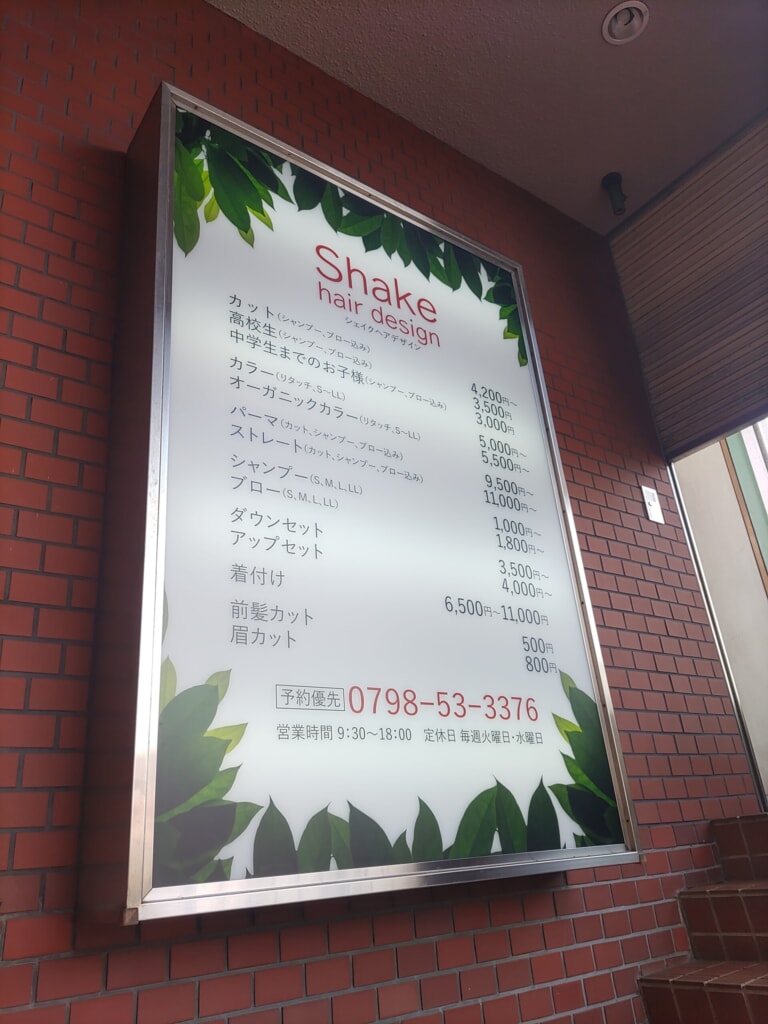 Shake
hair design
シェイクヘアデザイン
カット(シャンプー、ブロー込み) 4,200円～
高校生(シャンプー、ブロー込み) 3,500円
中学生までのお子様(シャンプー、ブロー込み) 3,000円
カラー(リタッチ、S～LL) 5,000円～
オーガニックカラー(リタッチ、S～LL) 5,500円～
パーマ(カット、シャンプー、ブロー込み) 9,500円～
ストレート(カット、シャンプー、ブロー込み) 11,000円～
シャンプー(S、M、L、LL) 1,000円～
ブロー(S、M、L、LL) 1,800円～
ダウンセット 3,500円～
アップセット 4,000円～
着付け 6,500円～11,000円
前髪カット 500円
眉カット 800円
予約優先 0798-53-3376
営業時間 9:30～18:00 定休日 毎週火曜日・水曜日